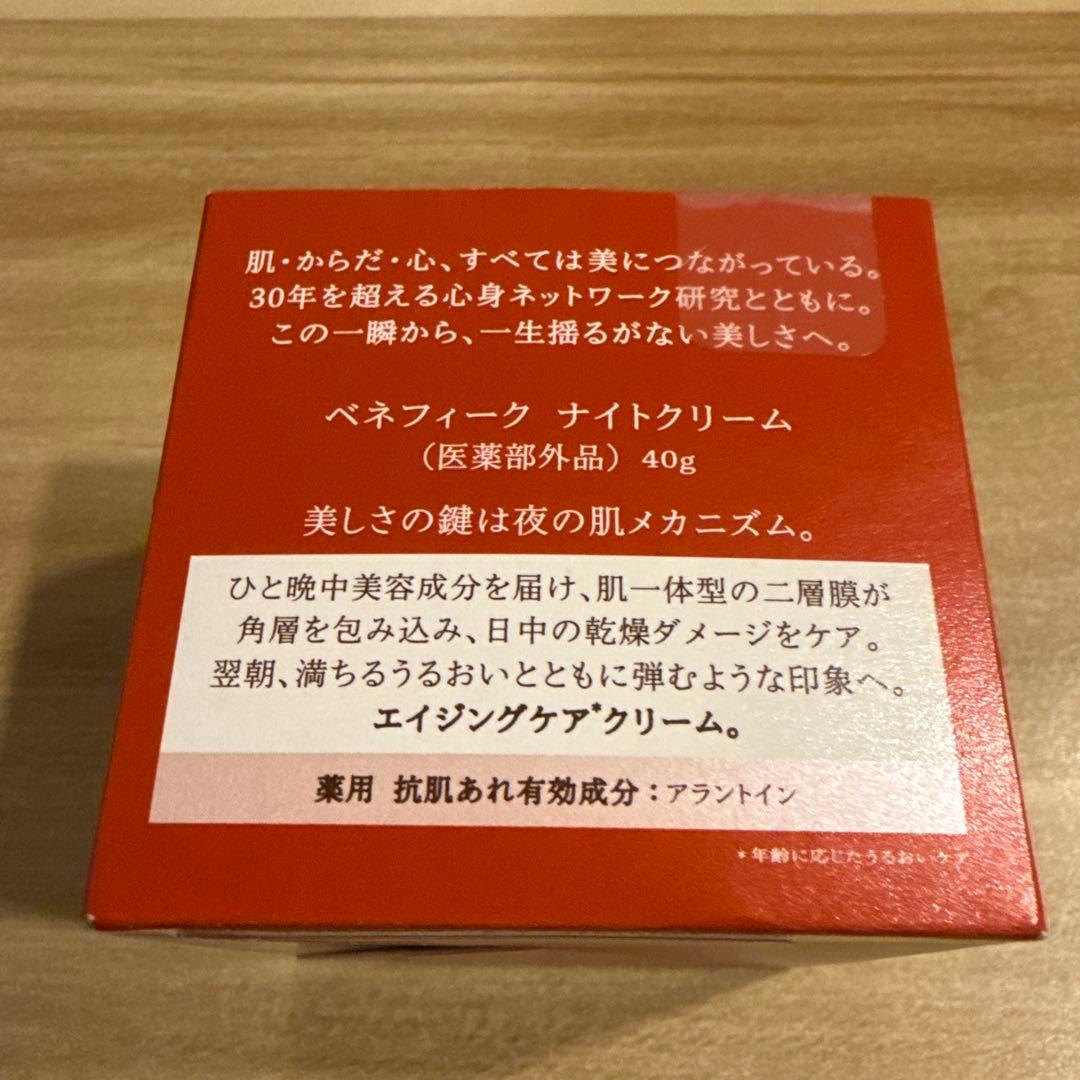 肌・からだ・心、すべては美につながっている。
30年を超える心身ネットワーク研究とともに。
この一瞬から、一生揺るがない美しさへ。
ベネフィーク ナイトクリーム
（医薬部外品） 40g
美しさの鍵は夜の肌メカニズム。
ひと晩中美容成分を届け、肌一体型の二層膜が
角層を包み込み、日中の乾燥ダメージをケア。
翌朝、満ちるうるおいとともに弾むような印象へ。
エイジングケア*クリーム。
薬用 抗肌あれ有効成分：アラントイン
*年齢に応じたうるおいケア